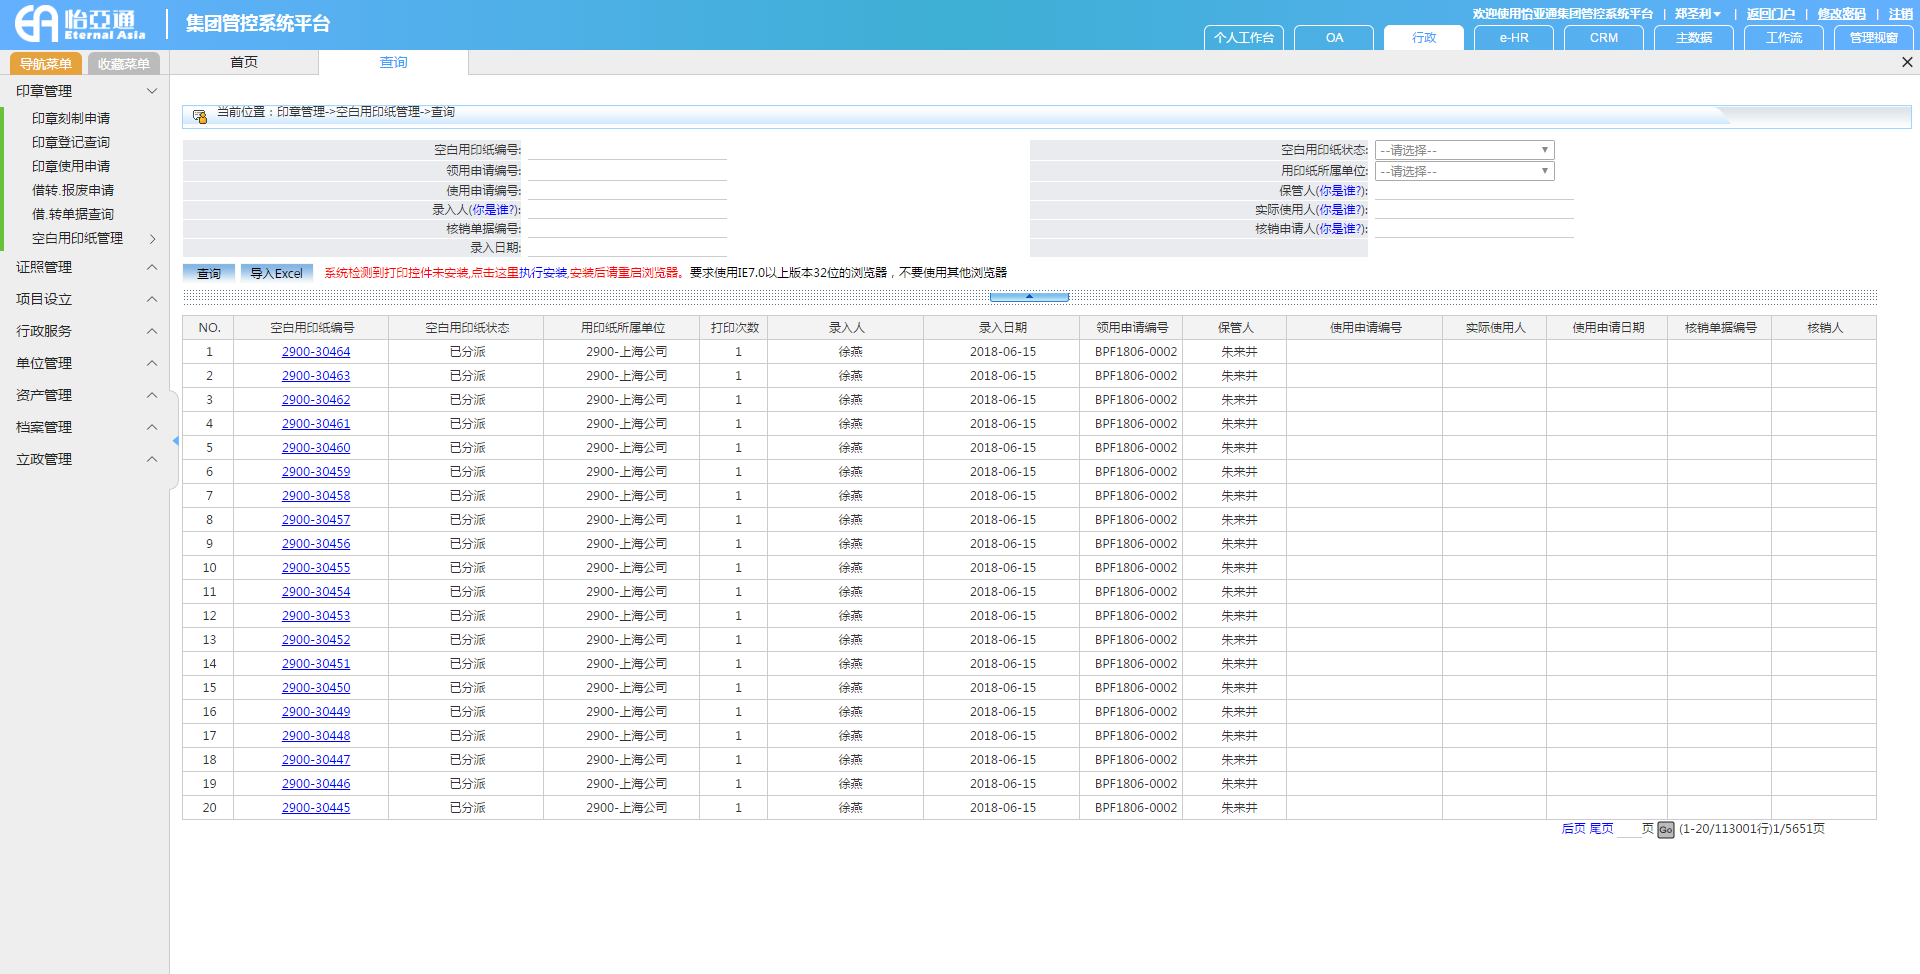 怡亞通 Eternal Asia 集团管控系统平台
欢迎使用怡亚通集团管控系统平台 | 郑圣利 | 返回门户 | 修改密码 | 注销
个人工作台 OA 行政 e-HR CRM 主数据 工作流 管理视窗
导航菜单 收藏菜单 首页 查询
印章管理
印章刻制申请
印章登记查询
印章使用申请
借转.报废申请
借.转单据查询
空白用印纸管理
证照管理
项目设立
行政服务
单位管理
资产管理
档案管理
立政管理
当前位置：印章管理->空白用印纸管理->查询
空白用印纸编号: 空白用印纸状态: --请选择--
领用申请编号: 用印纸所属单位: --请选择--
使用申请编号: 保管人(你是谁?):
录入人(你是谁?): 实际使用人(你是谁?):
核销单据编号: 核销申请人(你是谁?):
录入日期:
查询 导入Excel 系统检测到打印控件未安装,点击这里执行安装,安装后请重启浏览器。要求使用IE7.0以上版本32位的浏览器，不要使用其他浏览器
NO. 空白用印纸编号 空白用印纸状态 用印纸所属单位 打印次数 录入人 录入日期 领用申请编号 保管人 使用申请编号 实际使用人 使用申请日期 核销单据编号 核销人
1 2900-30464 已分派 2900-上海公司 1 徐燕 2018-06-15 BPF1806-0002 朱来井
2 2900-30463 已分派 2900-上海公司 1 徐燕 2018-06-15 BPF1806-0002 朱来井
3 2900-30462 已分派 2900-上海公司 1 徐燕 2018-06-15 BPF1806-0002 朱来井
4 2900-30461 已分派 2900-上海公司 1 徐燕 2018-06-15 BPF1806-0002 朱来井
5 2900-30460 已分派 2900-上海公司 1 徐燕 2018-06-15 BPF1806-0002 朱来井
6 2900-30459 已分派 2900-上海公司 1 徐燕 2018-06-15 BPF1806-0002 朱来井
7 2900-30458 已分派 2900-上海公司 1 徐燕 2018-06-15 BPF1806-0002 朱来井
8 2900-30457 已分派 2900-上海公司 1 徐燕 2018-06-15 BPF1806-0002 朱来井
9 2900-30456 已分派 2900-上海公司 1 徐燕 2018-06-15 BPF1806-0002 朱来井
10 2900-30455 已分派 2900-上海公司 1 徐燕 2018-06-15 BPF1806-0002 朱来井
11 2900-30454 已分派 2900-上海公司 1 徐燕 2018-06-15 BPF1806-0002 朱来井
12 2900-30453 已分派 2900-上海公司 1 徐燕 2018-06-15 BPF1806-0002 朱来井
13 2900-30452 已分派 2900-上海公司 1 徐燕 2018-06-15 BPF1806-0002 朱来井
14 2900-30451 已分派 2900-上海公司 1 徐燕 2018-06-15 BPF1806-0002 朱来井
15 2900-30450 已分派 2900-上海公司 1 徐燕 2018-06-15 BPF1806-0002 朱来井
16 2900-30449 已分派 2900-上海公司 1 徐燕 2018-06-15 BPF1806-0002 朱来井
17 2900-30448 已分派 2900-上海公司 1 徐燕 2018-06-15 BPF1806-0002 朱来井
18 2900-30447 已分派 2900-上海公司 1 徐燕 2018-06-15 BPF1806-0002 朱来井
19 2900-30446 已分派 2900-上海公司 1 徐燕 2018-06-15 BPF1806-0002 朱来井
20 2900-30445 已分派 2900-上海公司 1 徐燕 2018-06-15 BPF1806-0002 朱来井
后页 尾页 页 Go (1-20/113001行)1/5651页